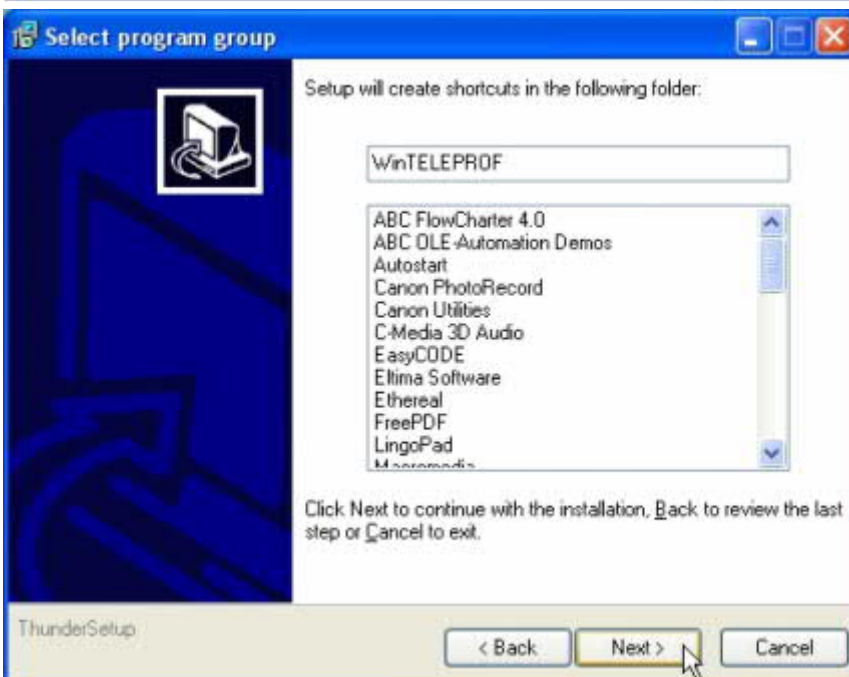 Select program group
Setup will create shortcuts in the following folder:
WinTELEPROF
ABC FlowCharter 4.0
ABC OLE-Automation Demos
Autostart
Canon PhotoRecord
Canon Utilities
C-Media 3D Audio
EasyCODE
Eltima Software
Ethereal
FreePDF
LingoPad
Macromedia
Click Next to continue with the installation, Back to review the last
step or Cancel to exit.
ThunderSetup
< Back Next > Cancel